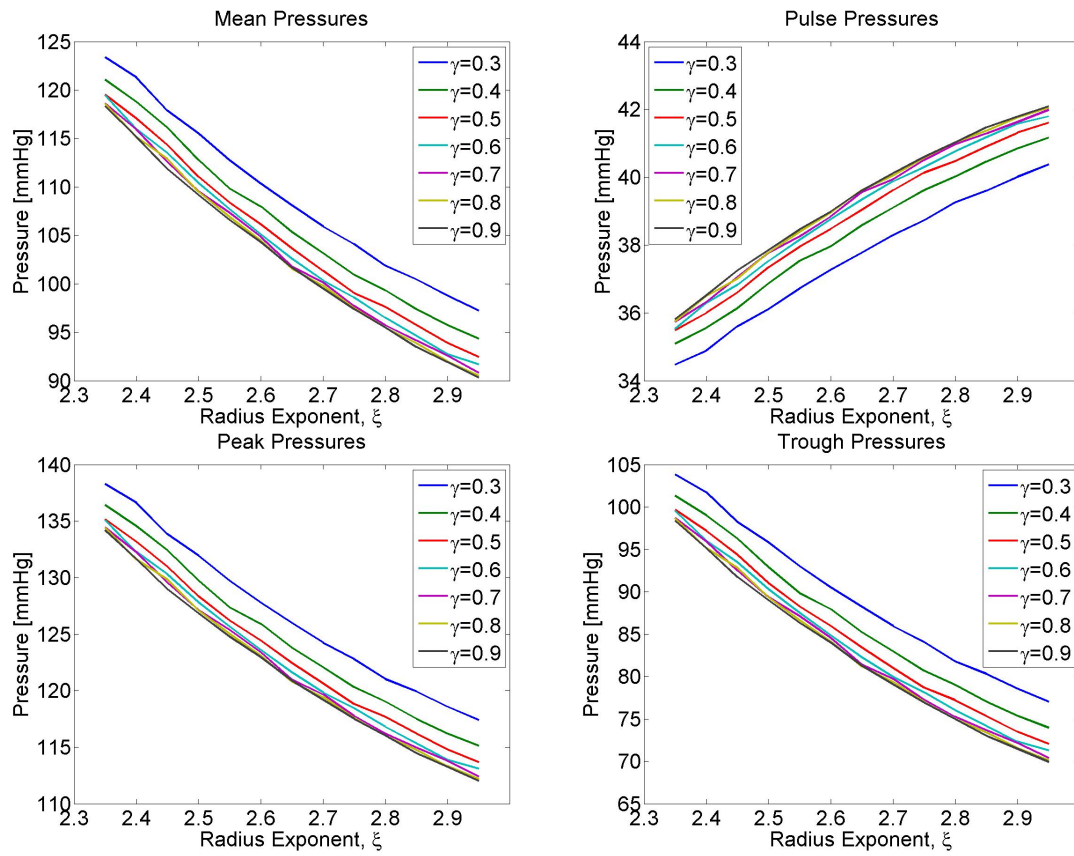 Mean Pressures
125
120
115
110
105
100
95
90
Pressure [mmHg]
2.3 2.4 2.5 2.6 2.7 2.8 2.9
Radius Exponent, ξ
γ=0.3
γ=0.4
γ=0.5
γ=0.6
γ=0.7
γ=0.8
γ=0.9
Pulse Pressures
44
42
40
38
36
34
Pressure [mmHg]
2.3 2.4 2.5 2.6 2.7 2.8 2.9
Radius Exponent, ξ
γ=0.3
γ=0.4
γ=0.5
γ=0.6
γ=0.7
γ=0.8
γ=0.9
Peak Pressures
140
135
130
125
120
115
110
Pressure [mmHg]
2.3 2.4 2.5 2.6 2.7 2.8 2.9
Radius Exponent, ξ
γ=0.3
γ=0.4
γ=0.5
γ=0.6
γ=0.7
γ=0.8
γ=0.9
Trough Pressures
105
100
95
90
85
80
75
70
65
Pressure [mmHg]
2.3 2.4 2.5 2.6 2.7 2.8 2.9
Radius Exponent, ξ
γ=0.3
γ=0.4
γ=0.5
γ=0.6
γ=0.7
γ=0.8
γ=0.9